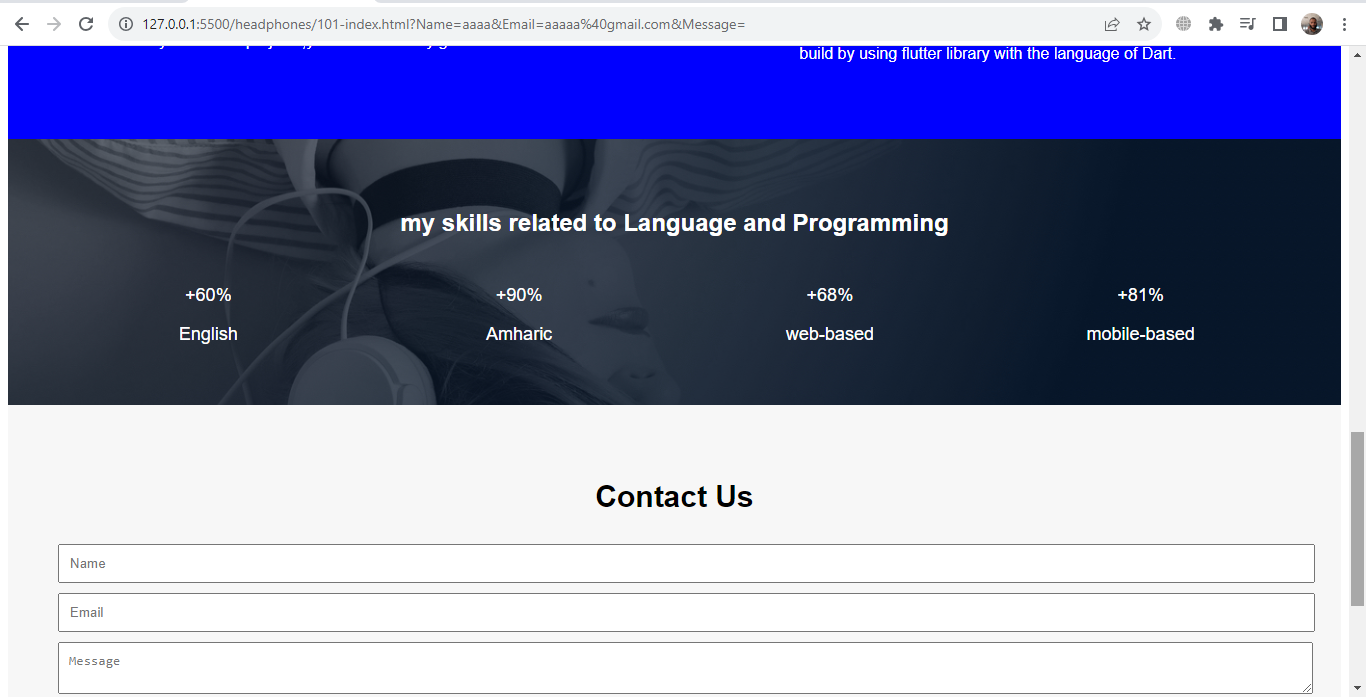 127.0.0.1:5500/headphones/101-index.html?Name=aaaa&Email=aaaaa%40gmail.com&Message=
build by using flutter library with the language of Dart.
my skills related to Language and Programming
+60% +90% +68% +81%
English Amharic web-based mobile-based
Contact Us
Name
Email
Message